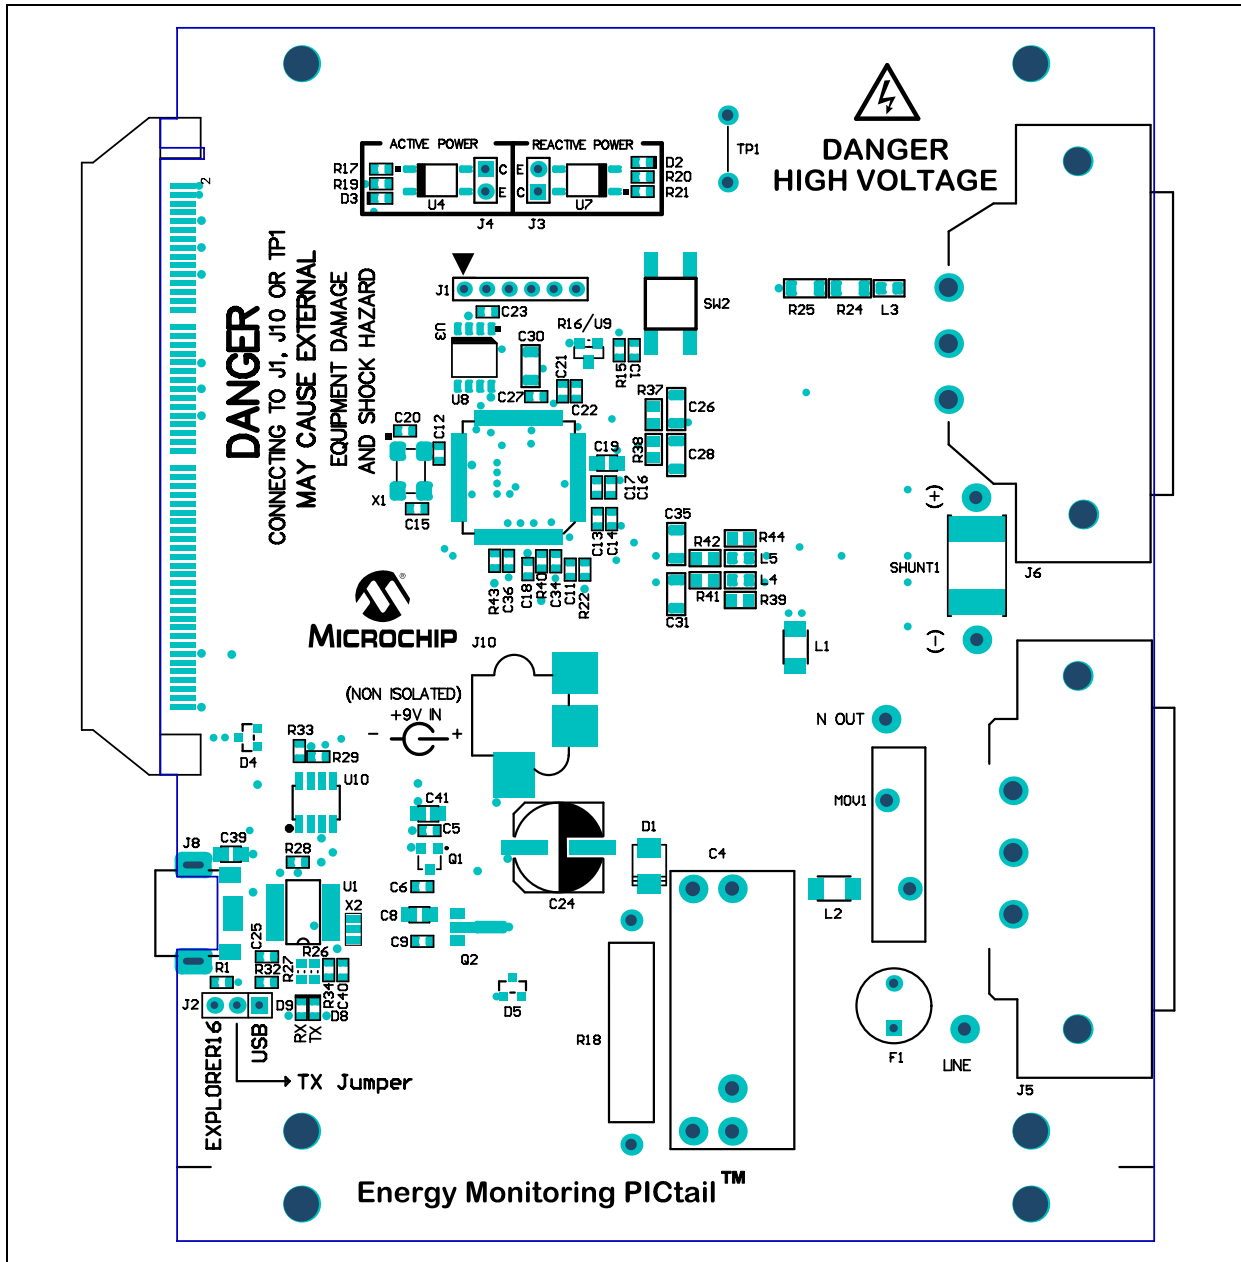 DANGER
HIGH VOLTAGE
ACTIVE POWER
REACTIVE POWER
R17
R19
D3
U4
C
E
J4
E
C
J3
U7
D2
R20
R21
TP1
2
DANGER
CONNECTING TO J1, J10 OR TP1
MAY CAUSE EXTERNAL
EQUIPMENT DAMAGE
AND SHOCK HAZARD
J1
C23
U3
C30
R16/U9
SW2
R25
R24
L3
R15
C1
C21
C27
C22
U8
R37
C26
R38
C28
C20
C12
X1
C15
C19
C17
C16
C13
C14
(+)
SHUNT1
(-)
J6
C35
R42
R44
L5
L4
R41
R39
C31
R43
C36
C18
R40
C34
C11
R22
®
MICROCHIP
J10
L1
(NON ISOLATED)
+9V IN
-
+
N OUT
R33
R29
D4
U10
MOV1
C41
C5
Q1
D1
C4
J8
C39
R28
C6
C24
L2
U1
X2
C8
C9
Q2
C25
R26
R1
R32
R27
R34
C40
J2
D9
D8
D5
RX
TX
R18
F1
LINE
J5
EXPLORER16
USB
TX Jumper
Energy Monitoring PICtail™